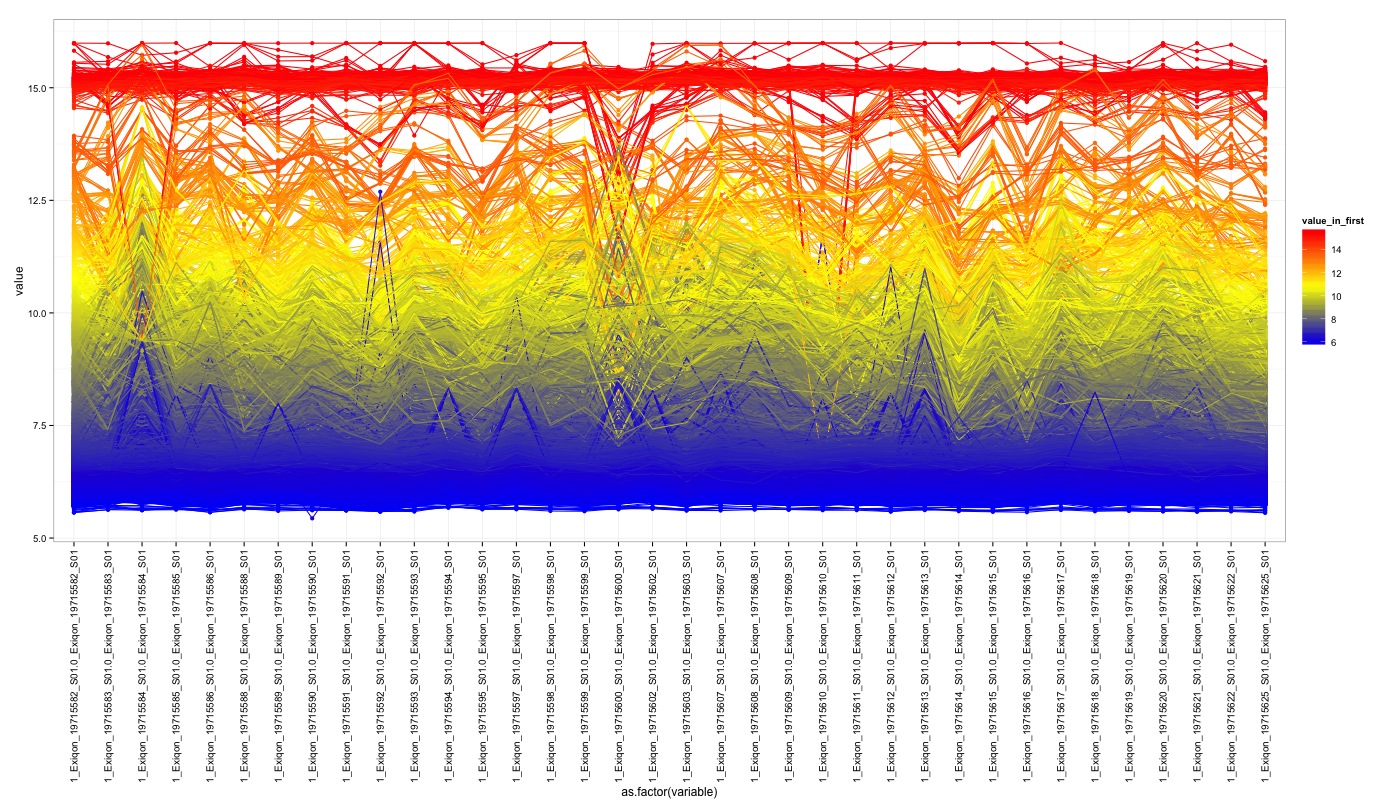 15.0
12.5
10.0
7.5
5.0
value
1_Exiqon_19715582_S01.0_Exiqon_19715582_S01
1_Exiqon_19715583_S01.0_Exiqon_19715583_S01
1_Exiqon_19715584_S01.0_Exiqon_19715584_S01
1_Exiqon_19715585_S01.0_Exiqon_19715585_S01
1_Exiqon_19715586_S01.0_Exiqon_19715586_S01
1_Exiqon_19715588_S01.0_Exiqon_19715588_S01
1_Exiqon_19715589_S01.0_Exiqon_19715589_S01
1_Exiqon_19715590_S01.0_Exiqon_19715590_S01
1_Exiqon_19715591_S01.0_Exiqon_19715591_S01
1_Exiqon_19715592_S01.0_Exiqon_19715592_S01
1_Exiqon_19715593_S01.0_Exiqon_19715593_S01
1_Exiqon_19715594_S01.0_Exiqon_19715594_S01
1_Exiqon_19715595_S01.0_Exiqon_19715595_S01
1_Exiqon_19715597_S01.0_Exiqon_19715597_S01
1_Exiqon_19715598_S01.0_Exiqon_19715598_S01
1_Exiqon_19715599_S01.0_Exiqon_19715599_S01
1_Exiqon_19715600_S01.0_Exiqon_19715600_S01
1_Exiqon_19715602_S01.0_Exiqon_19715602_S01
1_Exiqon_19715603_S01.0_Exiqon_19715603_S01
1_Exiqon_19715607_S01.0_Exiqon_19715607_S01
1_Exiqon_19715608_S01.0_Exiqon_19715608_S01
1_Exiqon_19715609_S01.0_Exiqon_19715609_S01
1_Exiqon_19715610_S01.0_Exiqon_19715610_S01
1_Exiqon_19715611_S01.0_Exiqon_19715611_S01
1_Exiqon_19715612_S01.0_Exiqon_19715612_S01
1_Exiqon_19715613_S01.0_Exiqon_19715613_S01
1_Exiqon_19715614_S01.0_Exiqon_19715614_S01
1_Exiqon_19715615_S01.0_Exiqon_19715615_S01
1_Exiqon_19715616_S01.0_Exiqon_19715616_S01
1_Exiqon_19715617_S01.0_Exiqon_19715617_S01
1_Exiqon_19715618_S01.0_Exiqon_19715618_S01
1_Exiqon_19715619_S01.0_Exiqon_19715619_S01
1_Exiqon_19715620_S01.0_Exiqon_19715620_S01
1_Exiqon_19715621_S01.0_Exiqon_19715621_S01
1_Exiqon_19715622_S01.0_Exiqon_19715622_S01
1_Exiqon_19715625_S01.0_Exiqon_19715625_S01
as.factor(variable)
value_in_first
14
12
10
8
6